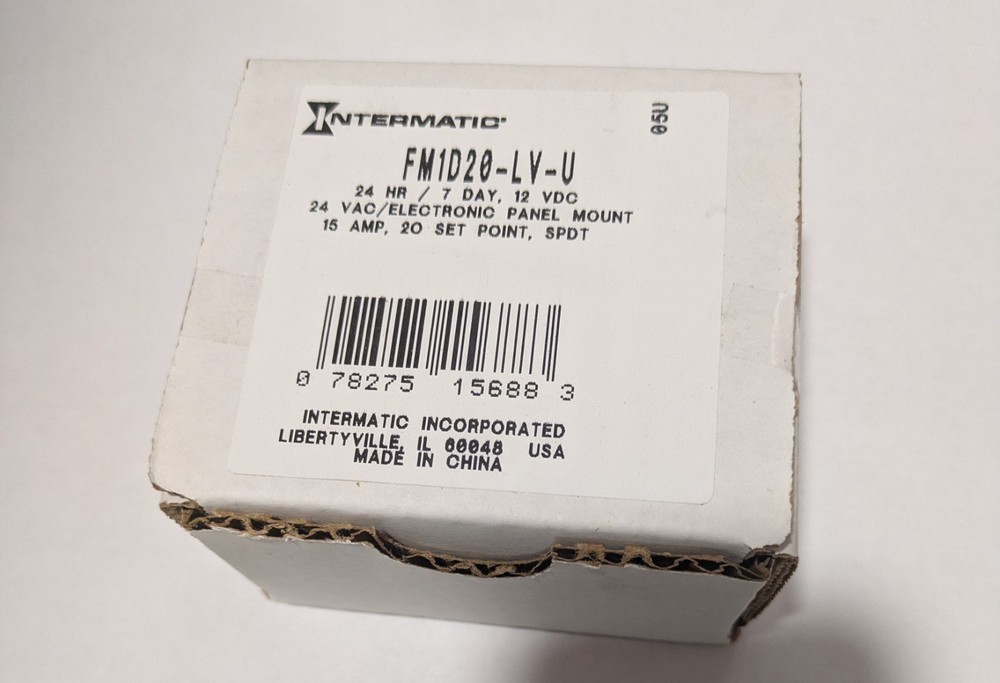 INTERMATIC®
05U
FM1D20-LV-U
24 HR / 7 DAY, 12 VDC
24 VAC/ELECTRONIC PANEL MOUNT
15 AMP, 20 SET POINT, SPDT
0 78275 15688 3
INTERMATIC INCORPORATED
LIBERTYVILLE, IL 60048 USA
MADE IN CHINA